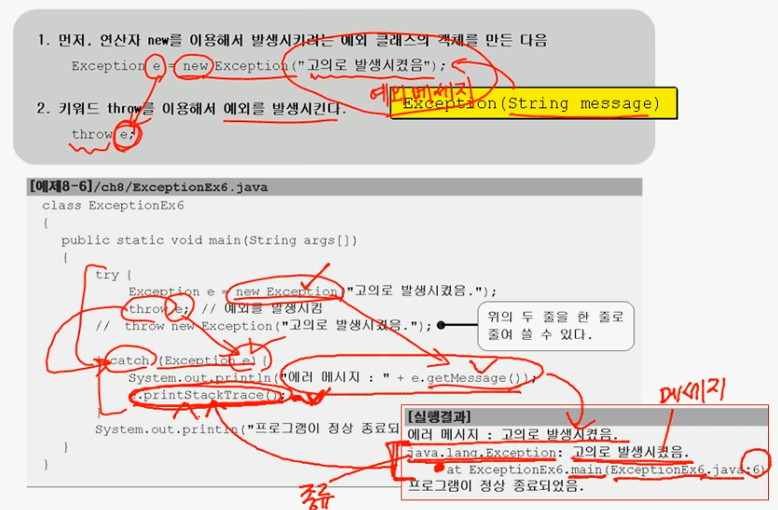 1. 먼저, 연산자 new를 이용해서 발생시키려는 예외 클래스의 객체를 만든 다음
Exception e = new Exception("고의로 발생시켰음");
예외메세지
Exception(String message)
2. 키워드 throw를 이용해서 예외를 발생시킨다.
throw e;
[예제8-6]/ch8/ExceptionEx6.java
class ExceptionEx6
{
public static void main(String args[])
{
try {
Exception e = new Exception("고의로 발생시켰음.");
throw e; // 예외를 발생시킴
// throw new Exception("고의로 발생시켰음.");
위의 두 줄을 한 줄로
줄여 쓸 수 있다.
} catch (Exception e) {
System.out.println("에러 메시지 : " + e.getMessage());
e.printStackTrace();
}
System.out.println("프로그램이 정상 종료되
}
}
메세지
[실행결과]
에러 메시지 : 고의로 발생시켰음.
java.lang.Exception: 고의로 발생시켰음.
at ExceptionEx6.main(ExceptionEx6.java:6)
프로그램이 정상 종료되었음.
종류